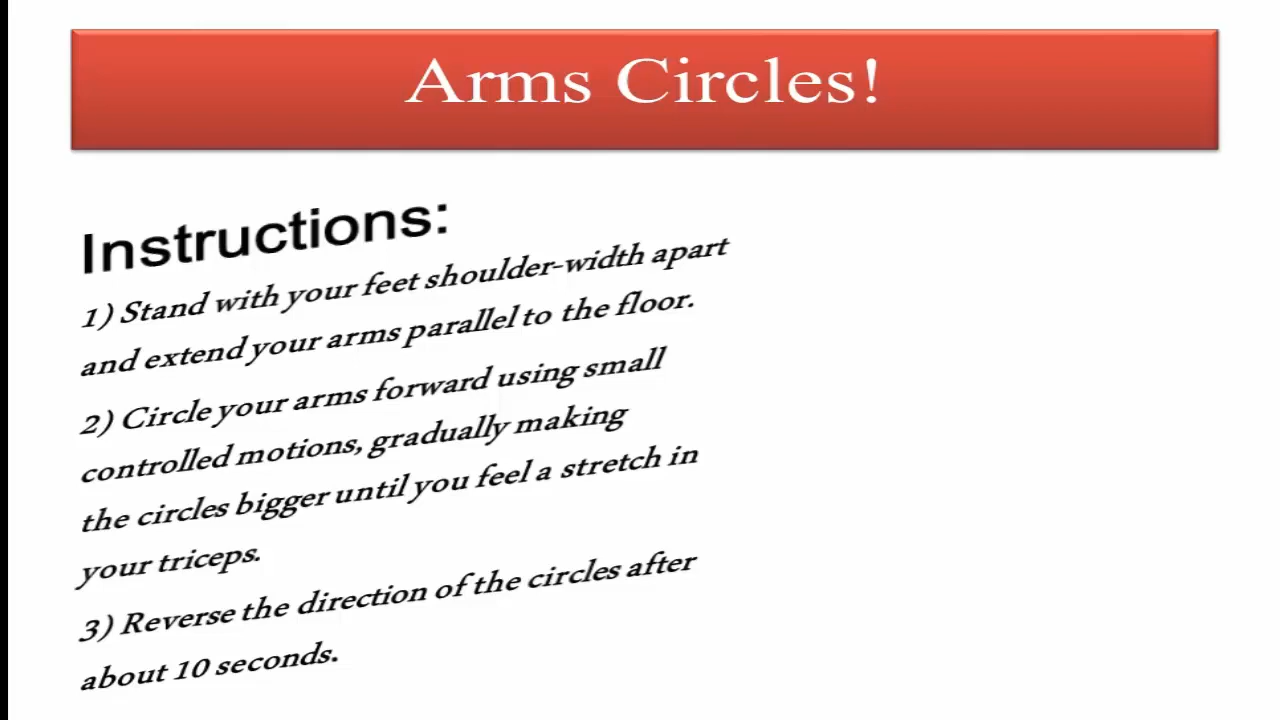 Arms Circles!
Instructions:
1) Stand with your feet shoulder-width apart
and extend your arms parallel to the floor.
2) Circle your arms forward using small
controlled motions, gradually making
the circles bigger until you feel a stretch in
your triceps.
3) Reverse the direction of the circles after
about 10 seconds.